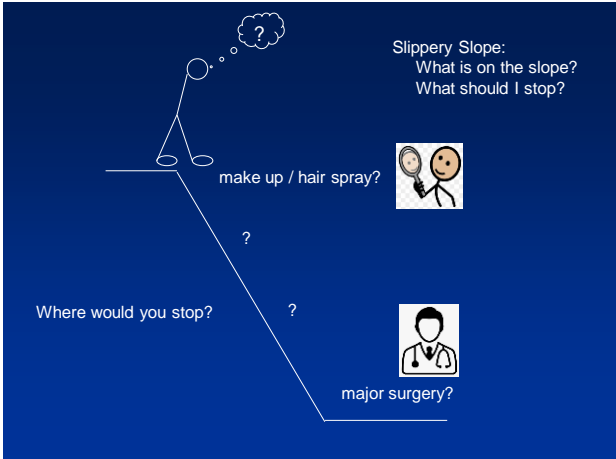 ?
Slippery Slope:
What is on the slope?
What should I stop?
make up / hair spray?
?
Where would you stop?
?
major surgery?